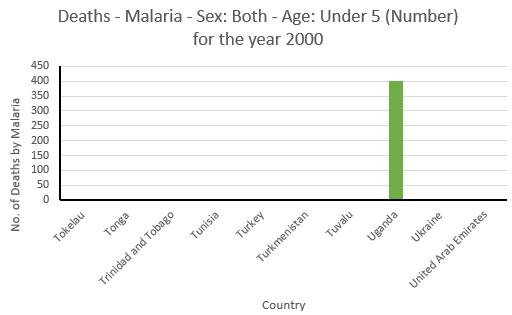 Deaths - Malaria - Sex: Both - Age: Under 5 (Number)
for the year 2000
No. of Deaths by Malaria
450
400
350
300
250
200
150
100
50
0
Tokelau
Tonga
Trinidad and Tobago
Tunisia
Turkey
Turkmenistan
Tuvalu
Uganda
Ukraine
United Arab Emirates
Country